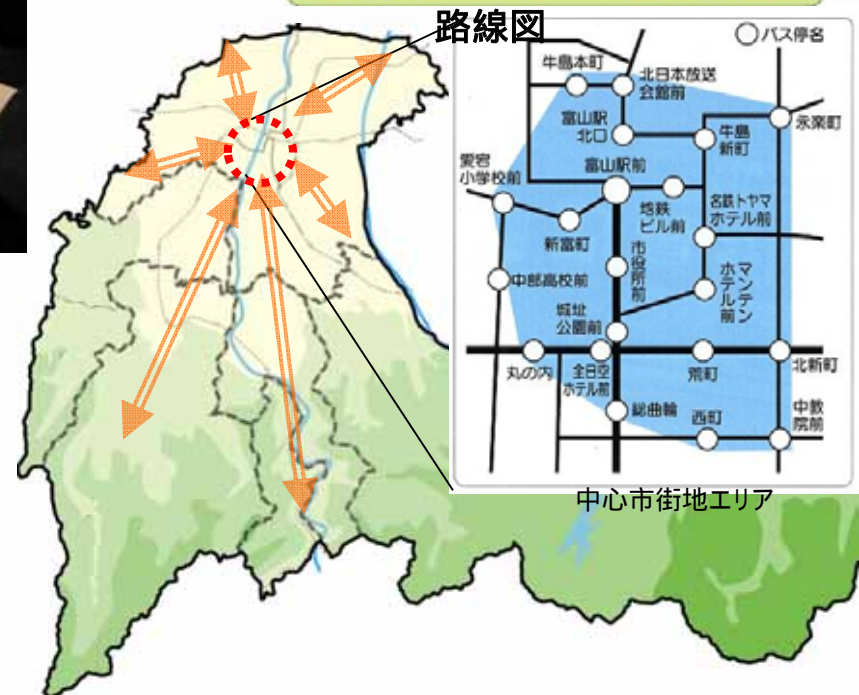 路線図
バス停名
牛島本町
北日本放送
会館前
永楽町
富山駅
北口
牛島
新町
愛宕
小学校前
富山駅前
地鉄
ビル前
名鉄トヤマ
ホテル前
新富町
市役所前
中部高校前
マンテン
ホテル前
城址
公園前
丸の内
全日空
ホテル前
荒町
北新町
総曲輪
西町
中教
院前
中心市街地エリア